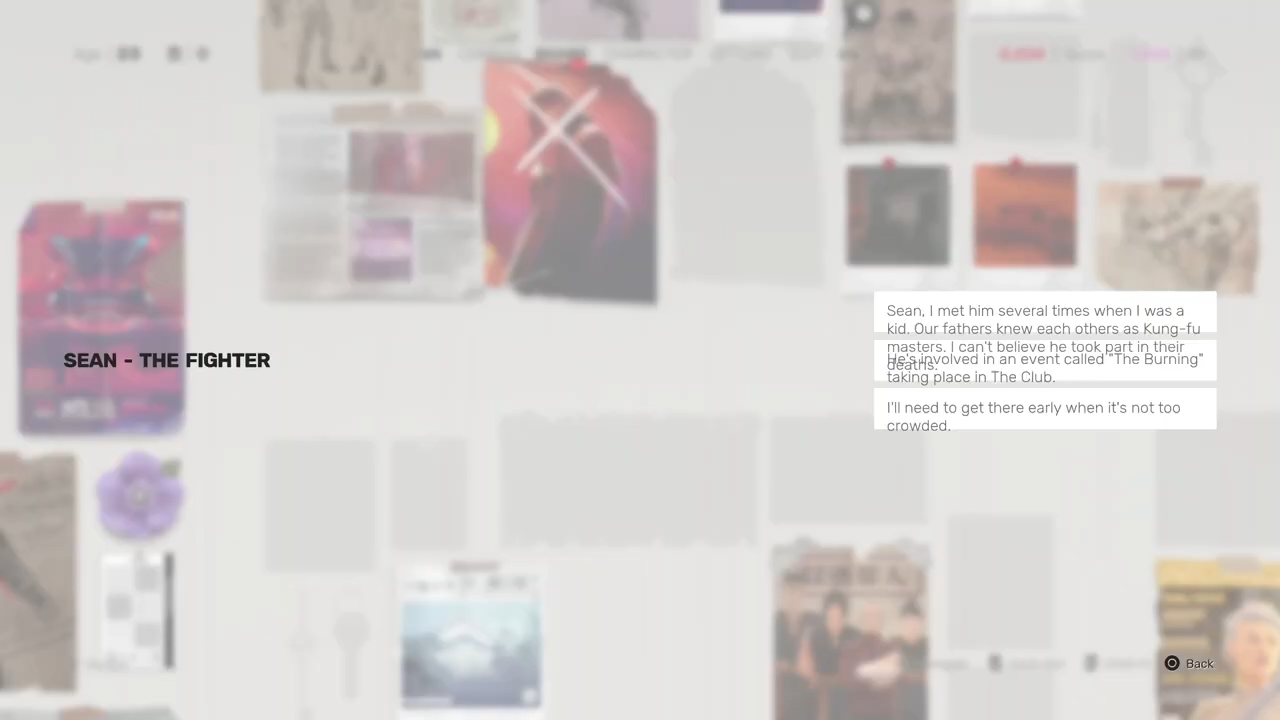 SEAN - THE FIGHTER
Sean, I met him several times when I was a
kid. Our fathers knew each others as Kung-fu
masters. I can't believe he took part in their
deaths.
He's involved in an event called "The Burning"
taking place in The Club.
I'll need to get there early when it's not too
crowded.
Back